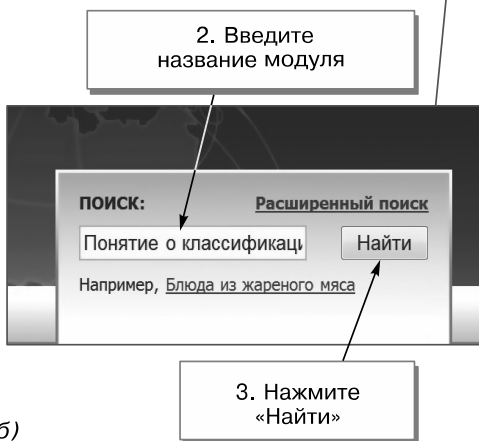 2. Введите
название модуля
ПОИСК: Расширенный поиск
Понятие о классификаци
Найти
Например, Блюда из жареного мяса
3. Нажмите
«Найти»
б)